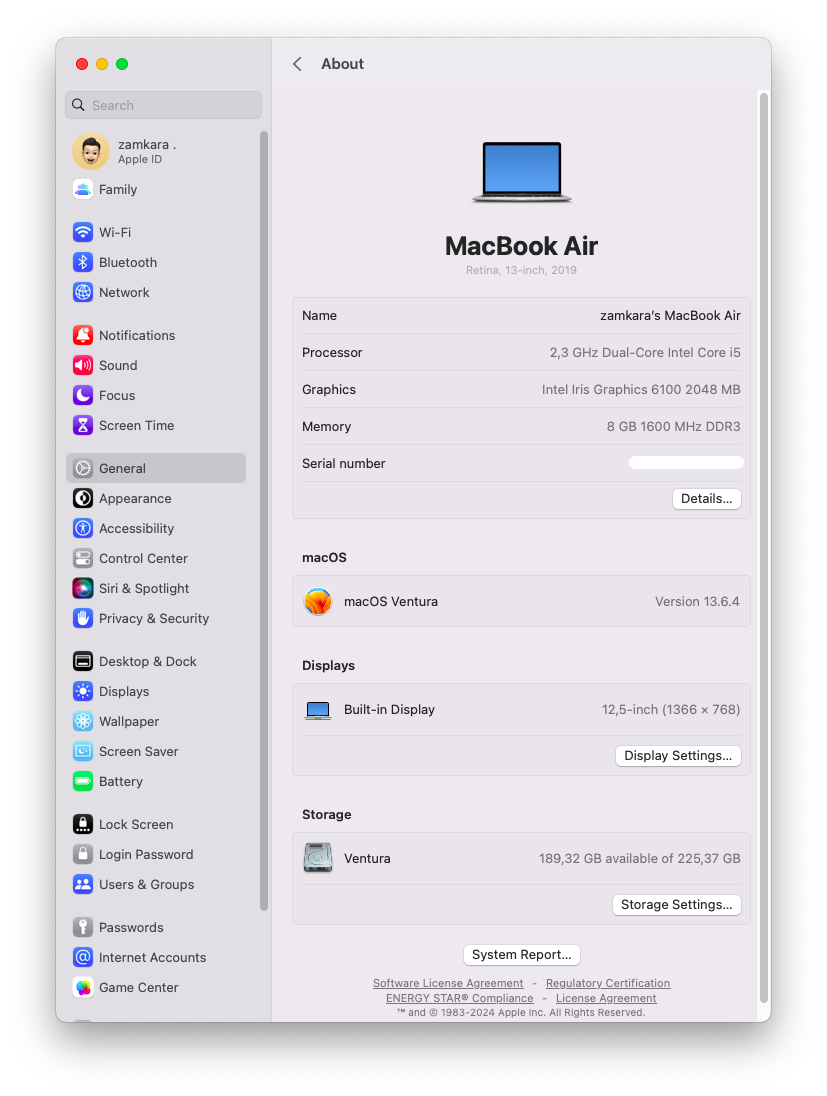 About
Search
zamkara .
Apple ID
Family
Wi-Fi
Bluetooth
Network
Notifications
Sound
Focus
Screen Time
General
Appearance
Accessibility
Control Center
Siri & Spotlight
Privacy & Security
Desktop & Dock
Displays
Wallpaper
Screen Saver
Battery
Lock Screen
Login Password
Users & Groups
Passwords
Internet Accounts
Game Center
MacBook Air
Retina, 13-inch, 2019
Name zamkara's MacBook Air
Processor 2,3 GHz Dual-Core Intel Core i5
Graphics Intel Iris Graphics 6100 2048 MB
Memory 8 GB 1600 MHz DDR3
Serial number
Details...
macOS
macOS Ventura Version 13.6.4
Displays
Built-in Display 12,5-inch (1366 × 768)
Display Settings...
Storage
Ventura 189,32 GB available of 225,37 GB
Storage Settings...
System Report...
Software License Agreement - Regulatory Certification
ENERGY STAR® Compliance - License Agreement
™ and © 1983-2024 Apple Inc. All Rights Reserved.